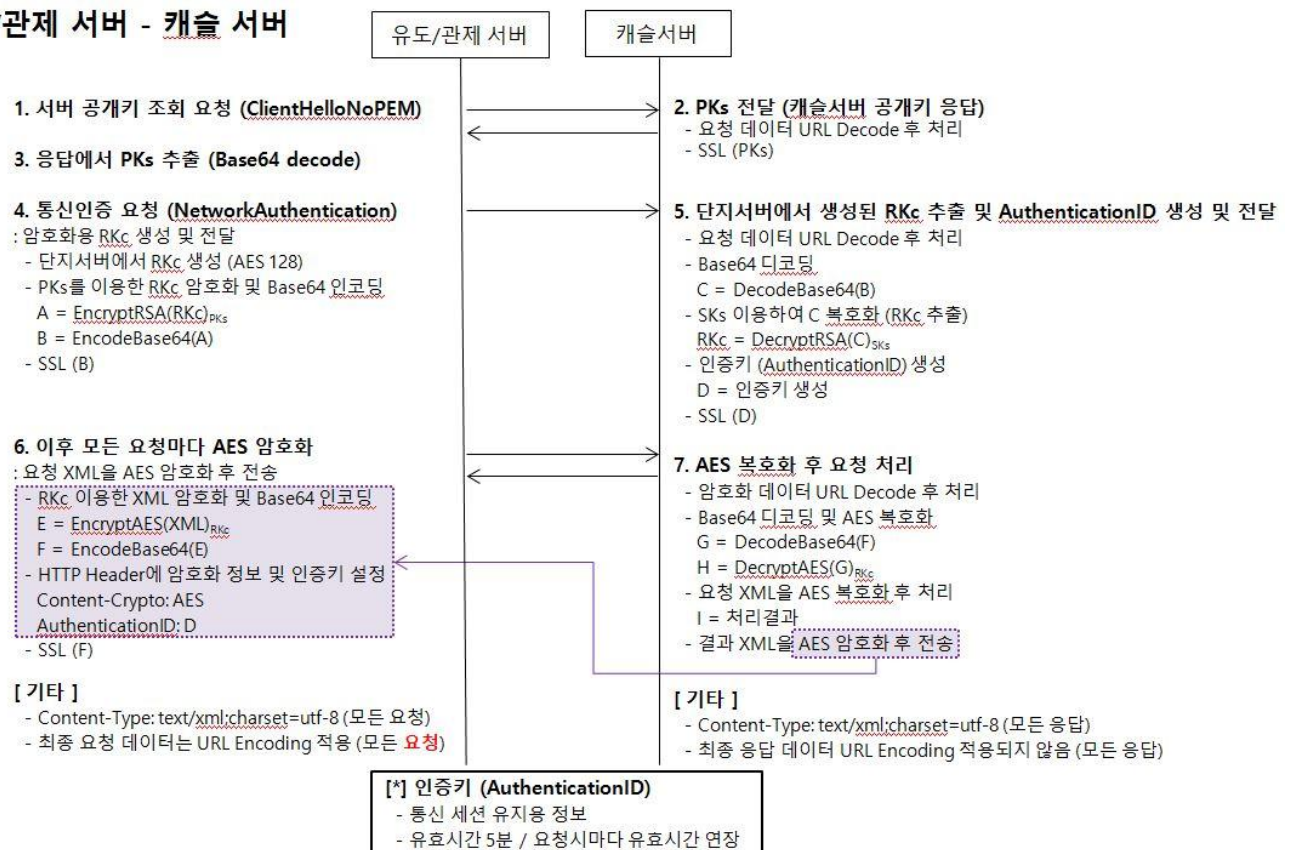 관제 서버 - 캐슬 서버
유도/관제 서버
캐슬서버
1. 서버 공개키 조회 요청 (ClientHelloNoPEM)
2. PKs 전달 (캐슬서버 공개키 응답)
- 요청 데이터 URL Decode 후 처리
- SSL (PKs)
3. 응답에서 PKs 추출 (Base64 decode)
4. 통신인증 요청 (NetworkAuthentication)
: 암호화용 RKc 생성 및 전달
- 단지서버에서 RKc 생성 (AES 128)
- PKs를 이용한 RKc 암호화 및 Base64 인코딩
A = EncryptRSA(RKc)PKs
B = EncodeBase64(A)
- SSL (B)
5. 단지서버에서 생성된 RKc 추출 및 AuthenticationID 생성 및 전달
- 요청 데이터 URL Decode 후 처리
- Base64 디코딩
C = DecodeBase64(B)
- SKs 이용하여 C 복호화 (RKc 추출)
RKc = DecryptRSA(C)SKs
- 인증키 (AuthenticationID) 생성
D = 인증키 생성
- SSL (D)
6. 이후 모든 요청마다 AES 암호화
: 요청 XML을 AES 암호화 후 전송
- RKc 이용한 XML 암호화 및 Base64 인코딩
E = EncryptAES(XML)RKc
F = EncodeBase64(E)
- HTTP Header에 암호화 정보 및 인증키 설정
Content-Crypto: AES
AuthenticationID: D
- SSL (F)
7. AES 복호화 후 요청 처리
- 암호화 데이터 URL Decode 후 처리
- Base64 디코딩 및 AES 복호화
G = DecodeBase64(F)
H = DecryptAES(G)RKc
- 요청 XML을 AES 복호화 후 처리
I = 처리결과
- 결과 XML을 AES 암호화 후 전송
[ 기타 ]
- Content-Type: text/xml;charset=utf-8 (모든 요청)
- 최종 요청 데이터는 URL Encoding 적용 (모든 요청)
[ 기타 ]
- Content-Type: text/xml;charset=utf-8 (모든 응답)
- 최종 응답 데이터 URL Encoding 적용되지 않음 (모든 응답)
[*] 인증키 (AuthenticationID)
- 통신 세션 유지용 정보
- 유효시간 5분 / 요청시마다 유효시간 연장